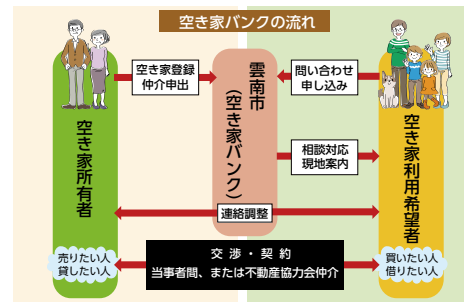 空き家バンクの流れ
空き家登録
仲介申出
問い合わせ
申し込み
雲南市
(空き家バンク)
空き家所有者
空き家利用希望者
相談対応
現地案内
連絡調整
売りたい人
貸したい人
交渉・契約
当事者間、または不動産協力会仲介
買いたい人
借りたい人